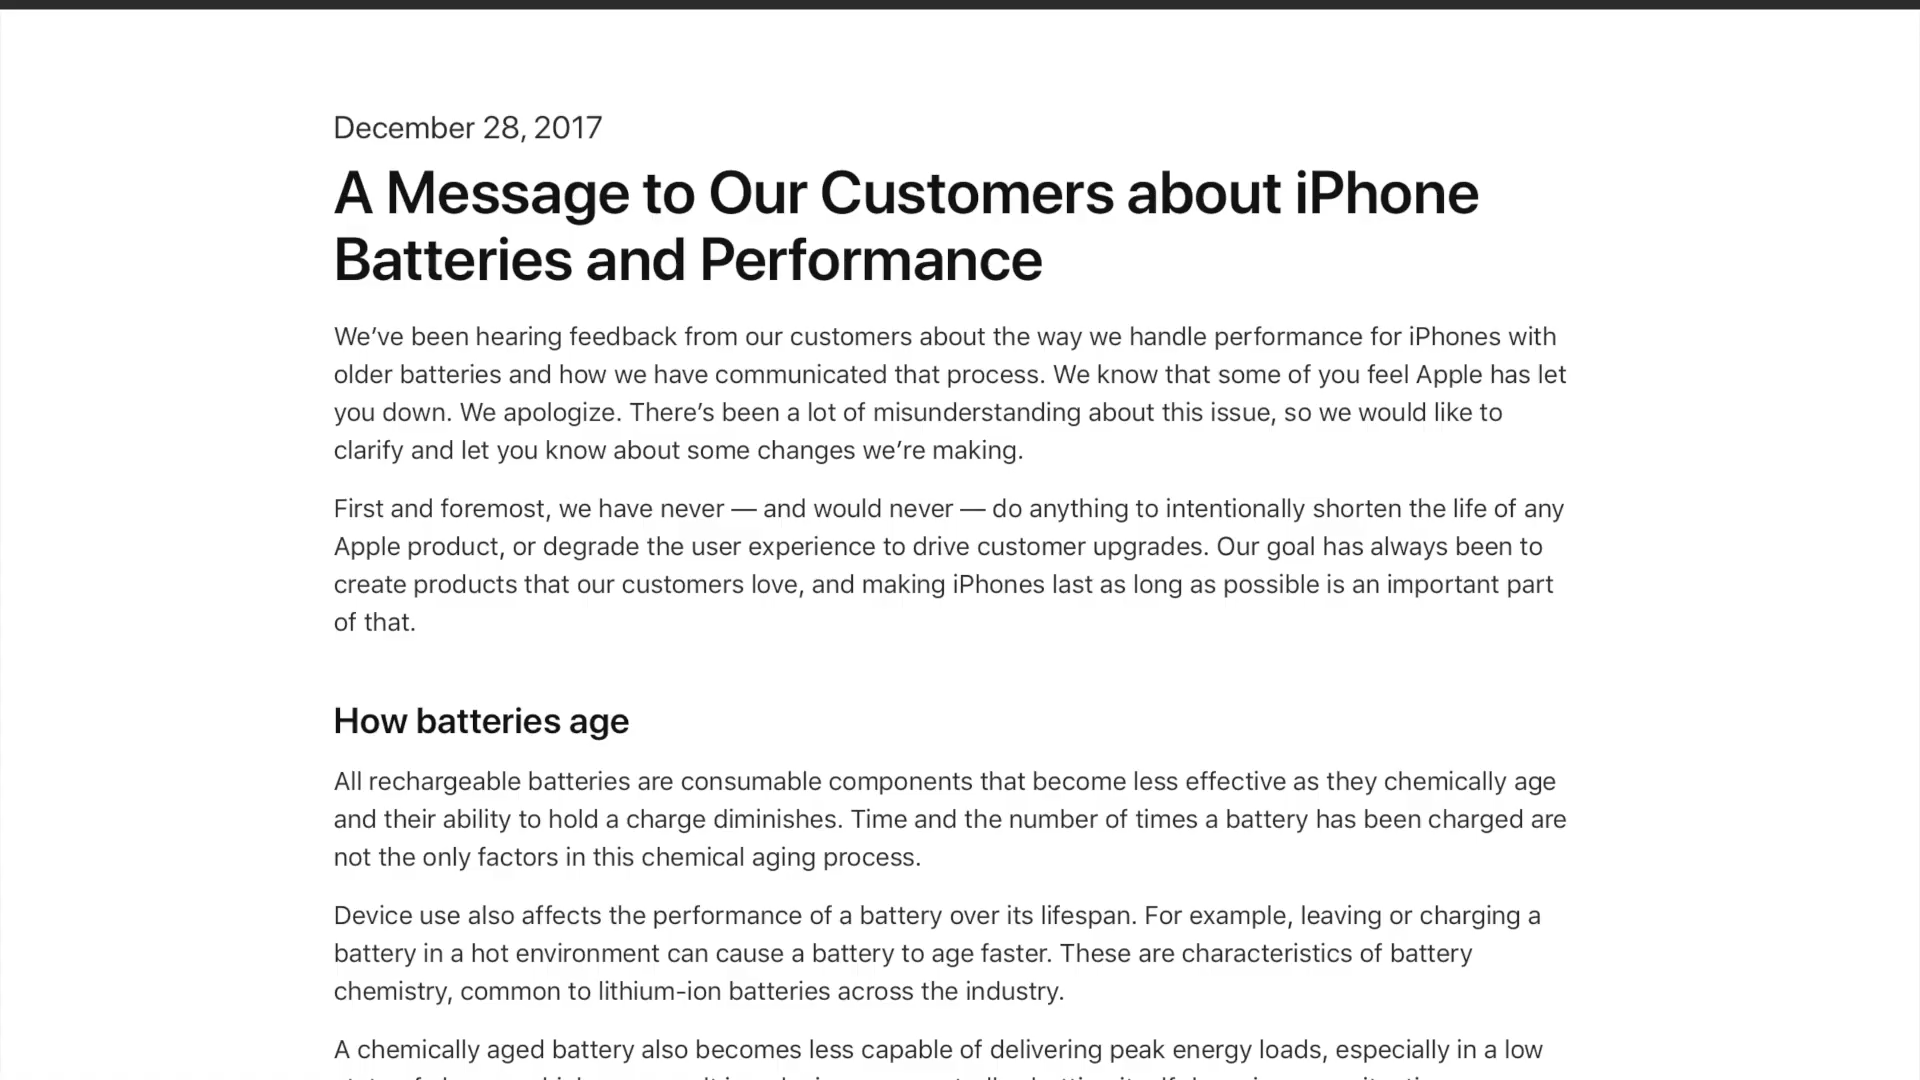 December 28, 2017
A Message to Our Customers about iPhone
Batteries and Performance
We’ve been hearing feedback from our customers about the way we handle performance for iPhones with
older batteries and how we have communicated that process. We know that some of you feel Apple has let
you down. We apologize. There’s been a lot of misunderstanding about this issue, so we would like to
clarify and let you know about some changes we’re making.
First and foremost, we have never — and would never — do anything to intentionally shorten the life of any
Apple product, or degrade the user experience to drive customer upgrades. Our goal has always been to
create products that our customers love, and making iPhones last as long as possible is an important part
of that.
How batteries age
All rechargeable batteries are consumable components that become less effective as they chemically age
and their ability to hold a charge diminishes. Time and the number of times a battery has been charged are
not the only factors in this chemical aging process.
Device use also affects the performance of a battery over its lifespan. For example, leaving or charging a
battery in a hot environment can cause a battery to age faster. These are characteristics of battery
chemistry, common to lithium-ion batteries across the industry.
A chemically aged battery also becomes less capable of delivering peak energy loads, especially in a low